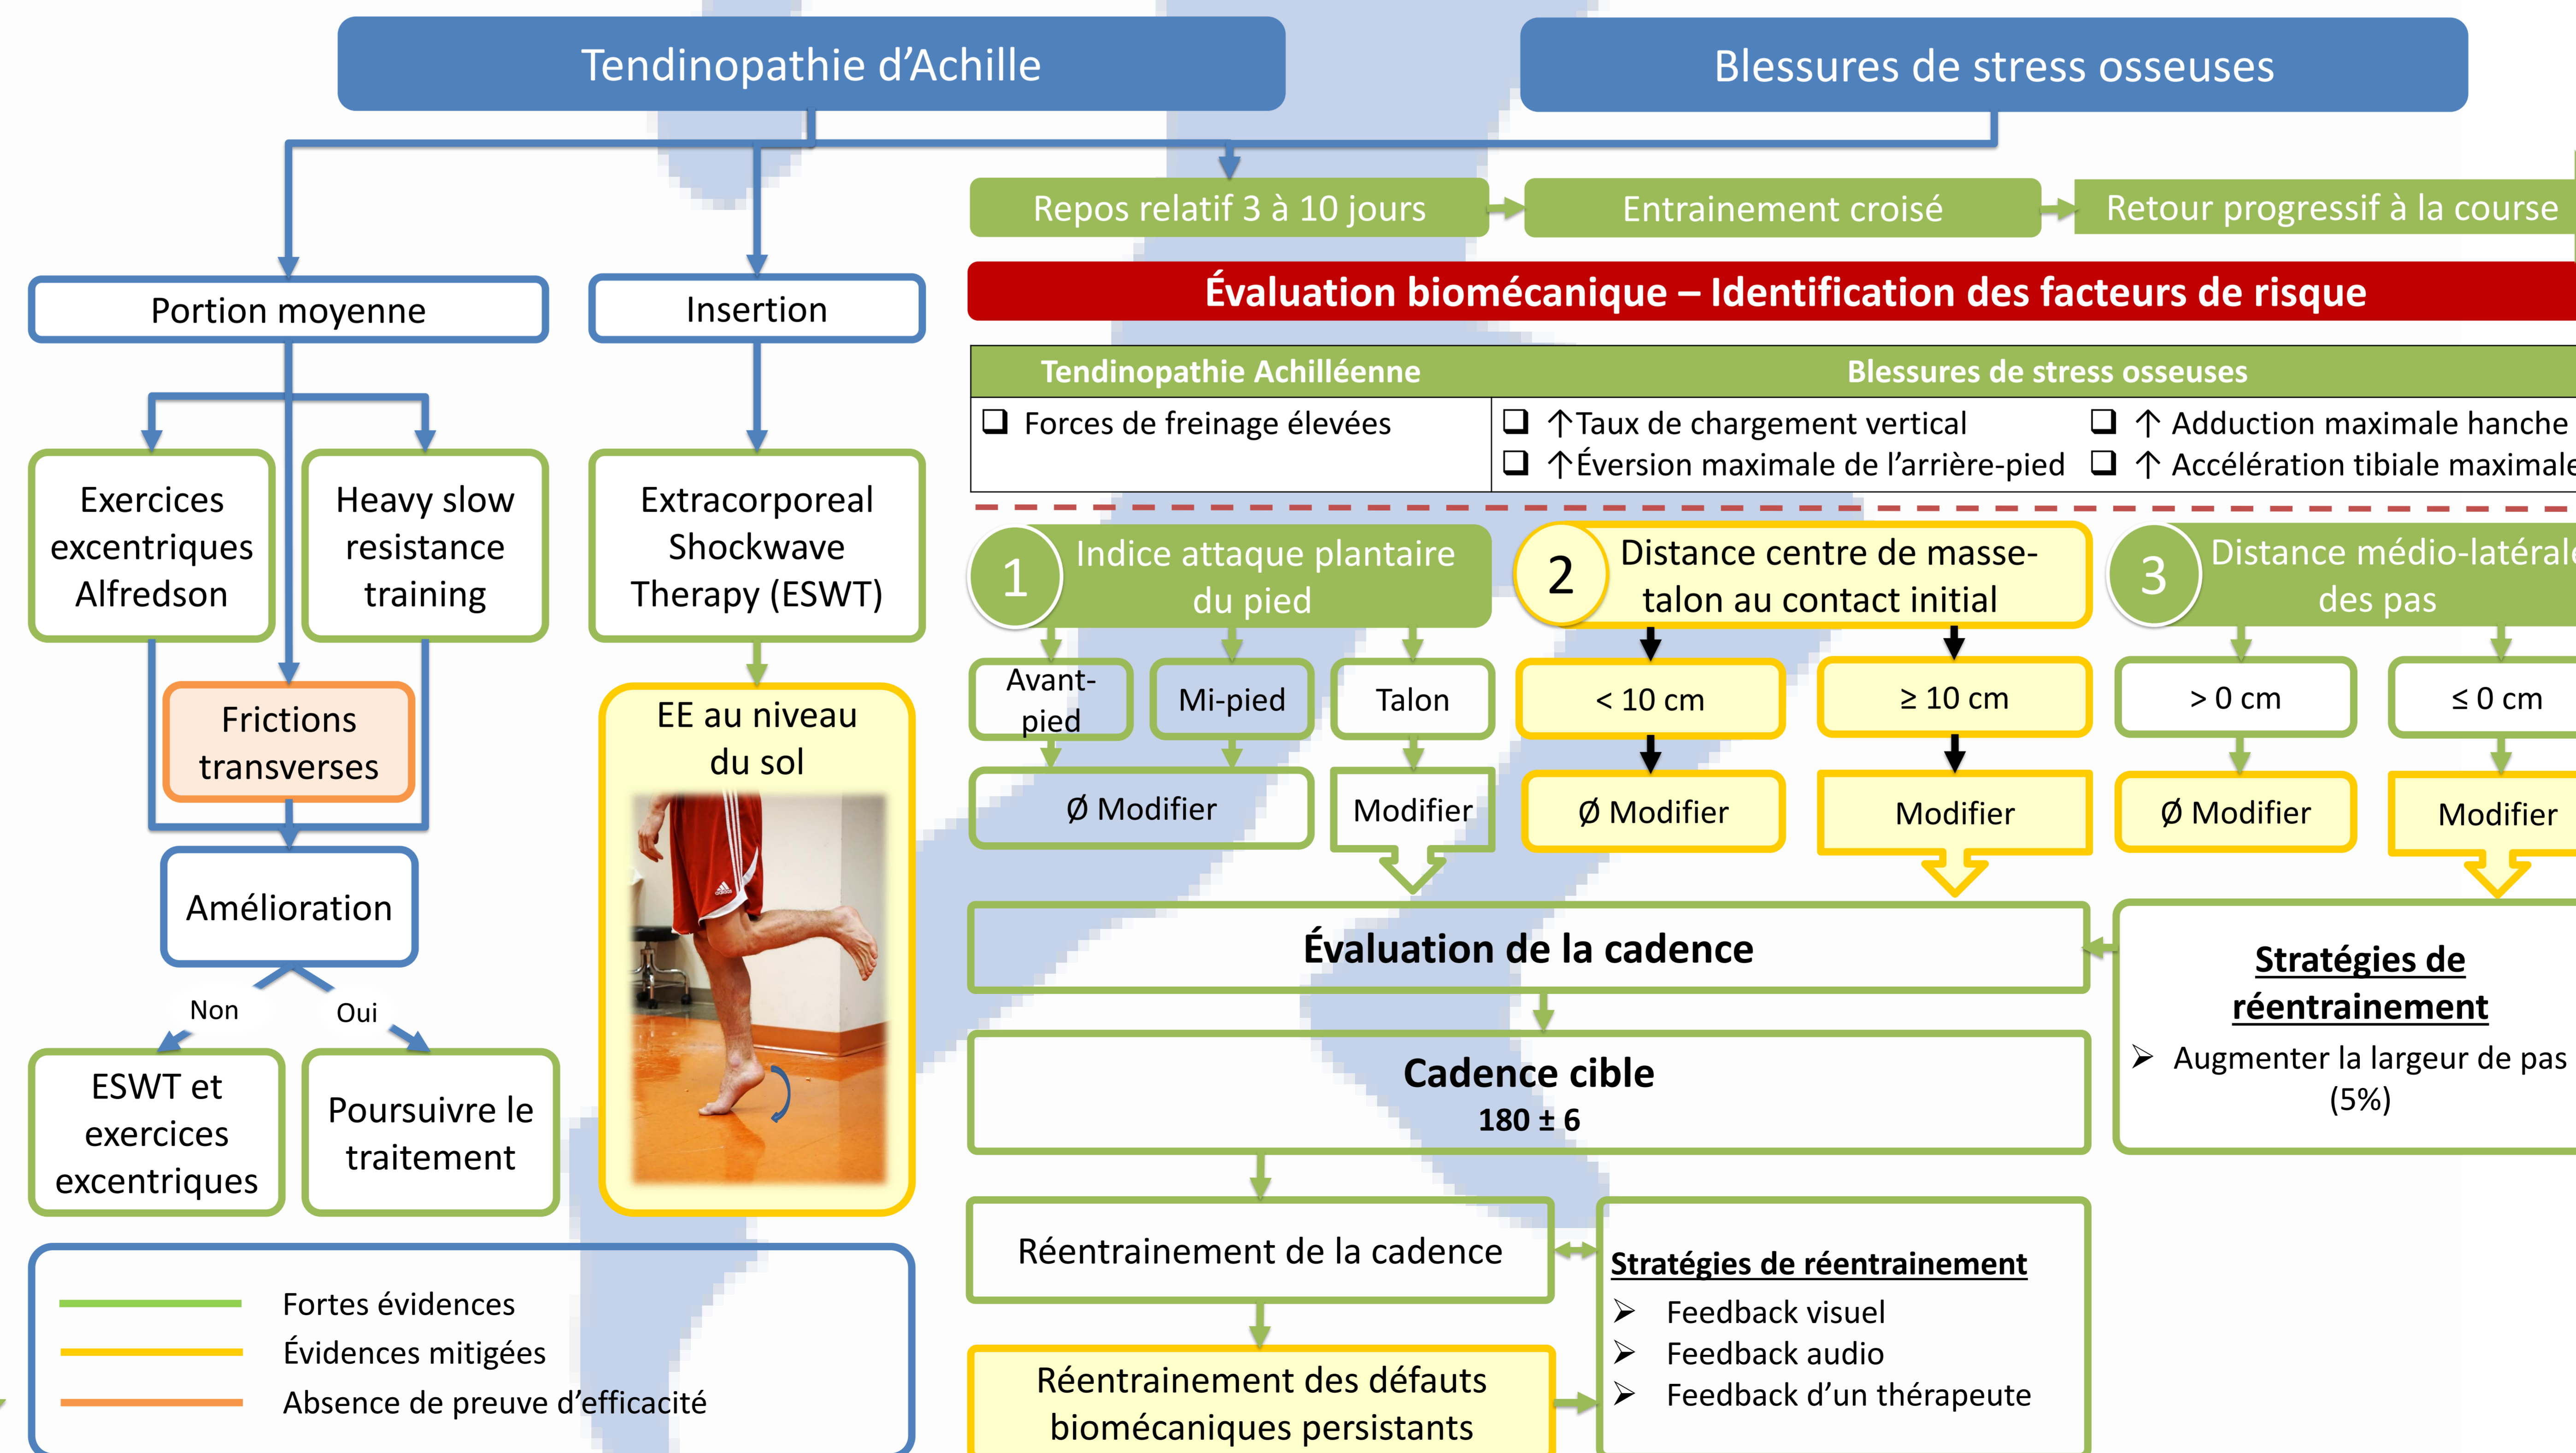 Tendinopathie d’Achille
Blessures de stress osseuses
Repos relatif 3 à 10 jours
Entrainement croisé
Retour progressif à la course
Évaluation biomécanique – Identification des facteurs de risque
Portion moyenne
Insertion
Tendinopathie Achilléenne
Blessures de stress osseuses
❑ Forces de freinage élevées
❑ ↑Taux de chargement vertical
❑ ↑Éversion maximale de l’arrière-pied
❑ ↑ Adduction maximale hanche
❑ ↑ Accélération tibiale maximale
Exercices
excentriques
Alfredson
Heavy slow
resistance
training
Extracorporeal
Shockwave
Therapy (ESWT)
1
Indice attaque plantaire
du pied
2
Distance centre de masse-
talon au contact initial
3
Distance médio-latérale
des pas
Avant-
pied
Mi-pied
Talon
< 10 cm
≥ 10 cm
> 0 cm
≤ 0 cm
Ø Modifier
Modifier
Ø Modifier
Modifier
Ø Modifier
Modifier
Frictions
transverses
EE au niveau
du sol
adidas
Amélioration
Non
Oui
ESWT et
exercices
excentriques
Poursuivre le
traitement
Évaluation de la cadence
Cadence cible
180 ± 6
Stratégies de
réentrainement
➢ Augmenter la largeur de pas
(5%)
Réentrainement de la cadence
Réentrainement des défauts
biomécaniques persistants
Stratégies de réentrainement
➢ Feedback visuel
➢ Feedback audio
➢ Feedback d’un thérapeute
Fortes évidences
Évidences mitigées
Absence de preuve d’efficacité